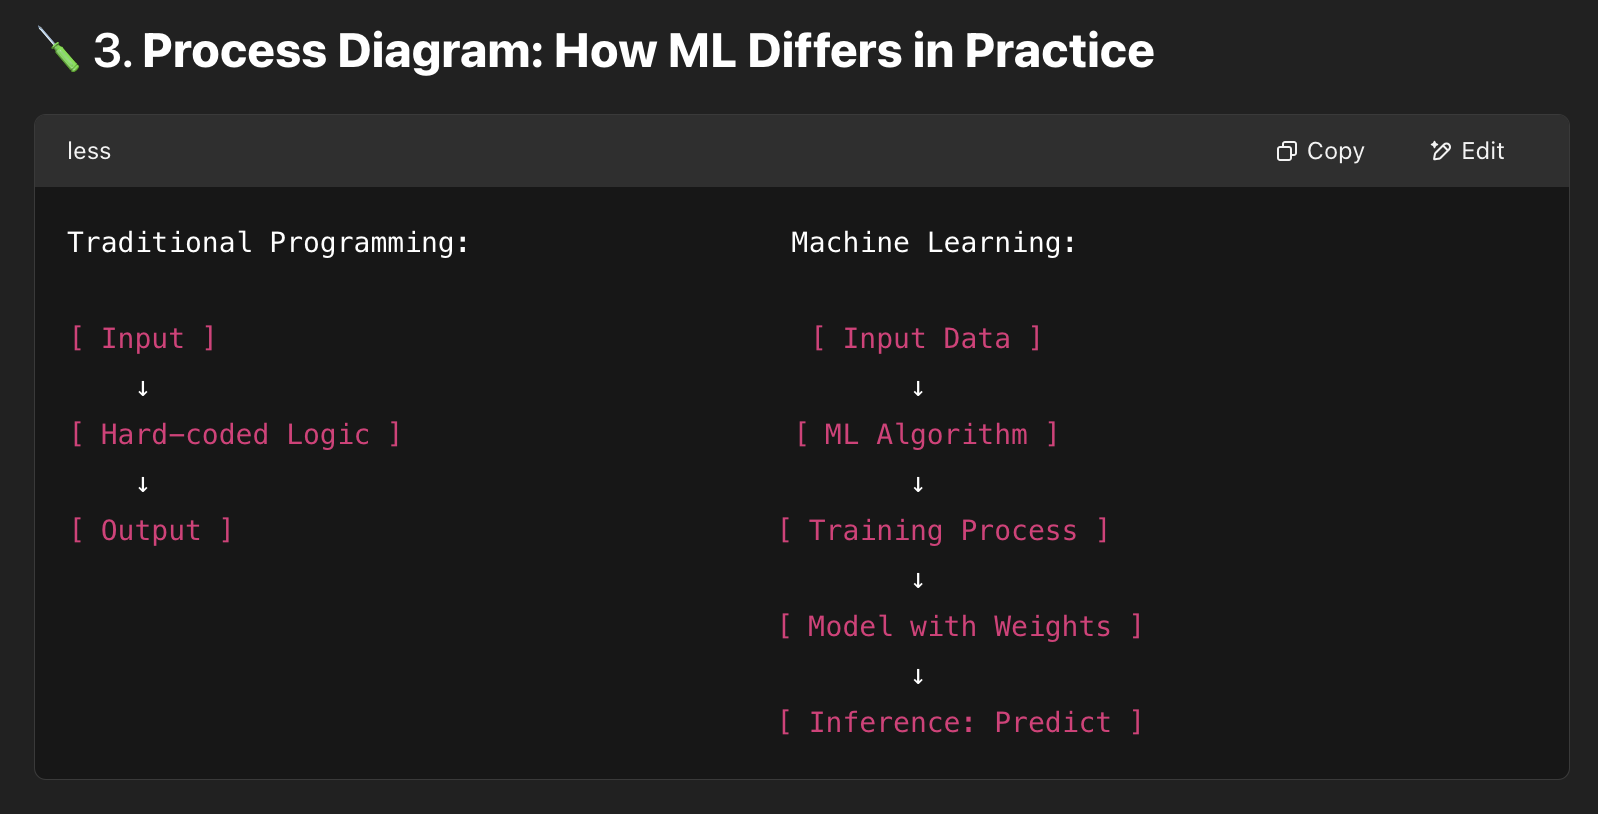 🪛 3. Process Diagram: How ML Differs in Practice
less Copy Edit
Traditional Programming: Machine Learning:
[ Input ] [ Input Data ]
↓ ↓
[ Hard-coded Logic ] [ ML Algorithm ]
↓ ↓
[ Output ] [ Training Process ]
↓
[ Model with Weights ]
↓
[ Inference: Predict ]